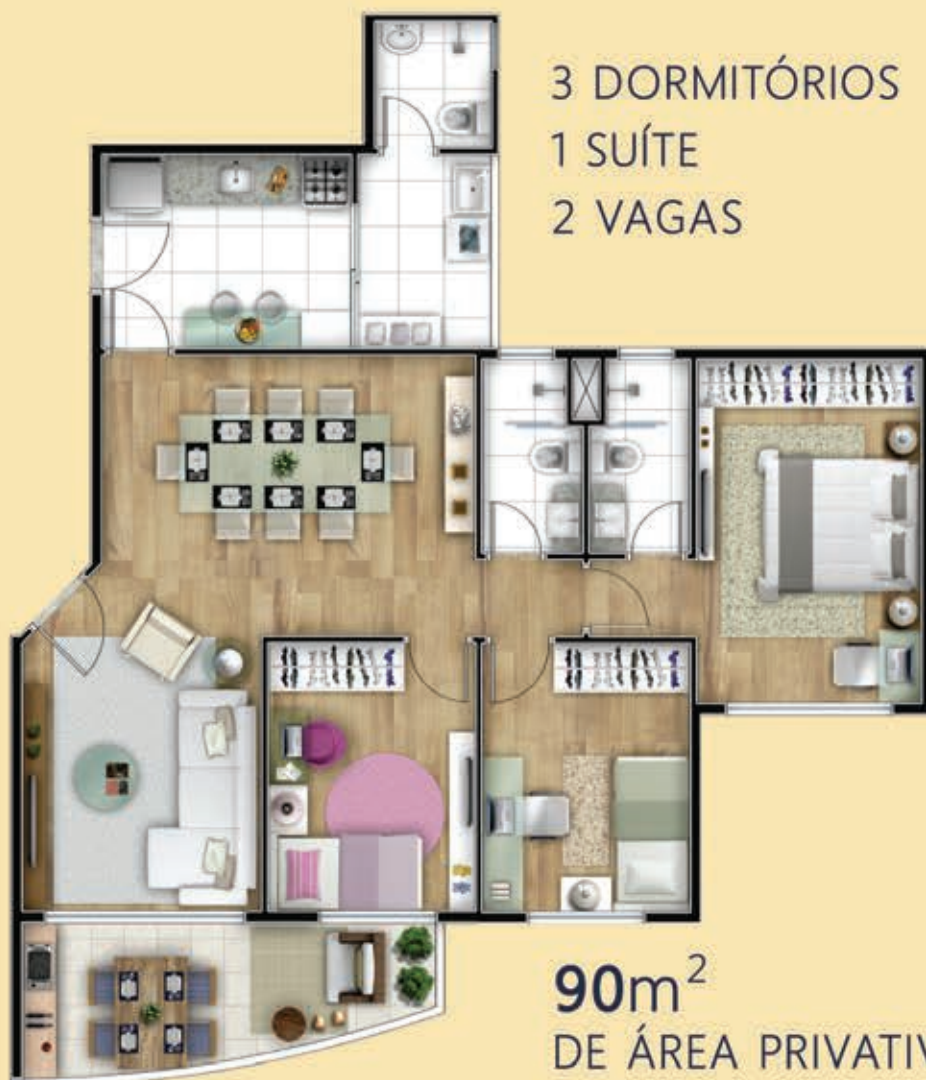 3 DORMITÓRIOS
1 SUÍTE
2 VAGAS
90m²
DE ÁREA PRIVATIV